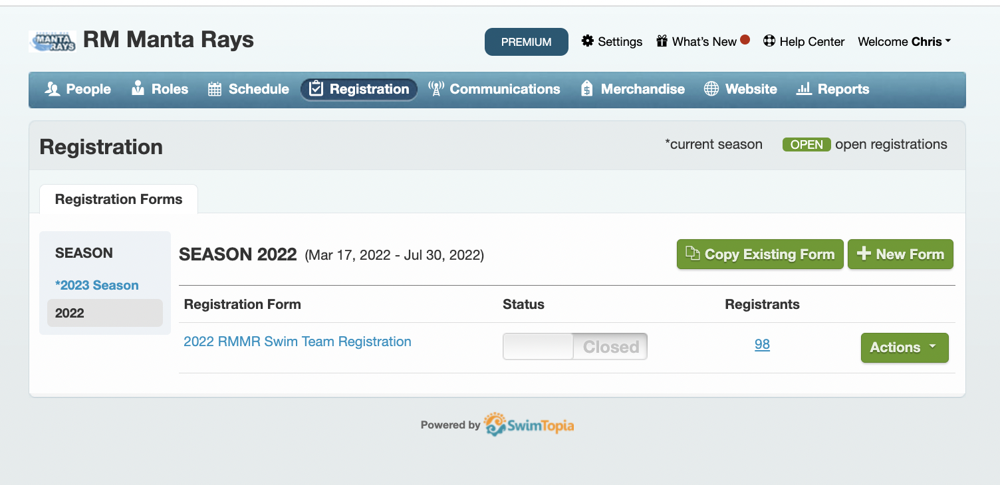 MANTA RAYS RM Manta Rays PREMIUM Settings What's New Help Center Welcome Chris
People Roles Schedule Registration Communications Merchandise Website Reports
Registration *current season OPEN open registrations
Registration Forms
SEASON
*2023 Season
2022
SEASON 2022 (Mar 17, 2022 - Jul 30, 2022) Copy Existing Form New Form
Registration Form Status Registrants
2022 RMMR Swim Team Registration Closed 98 Actions
Powered by SwimTopia